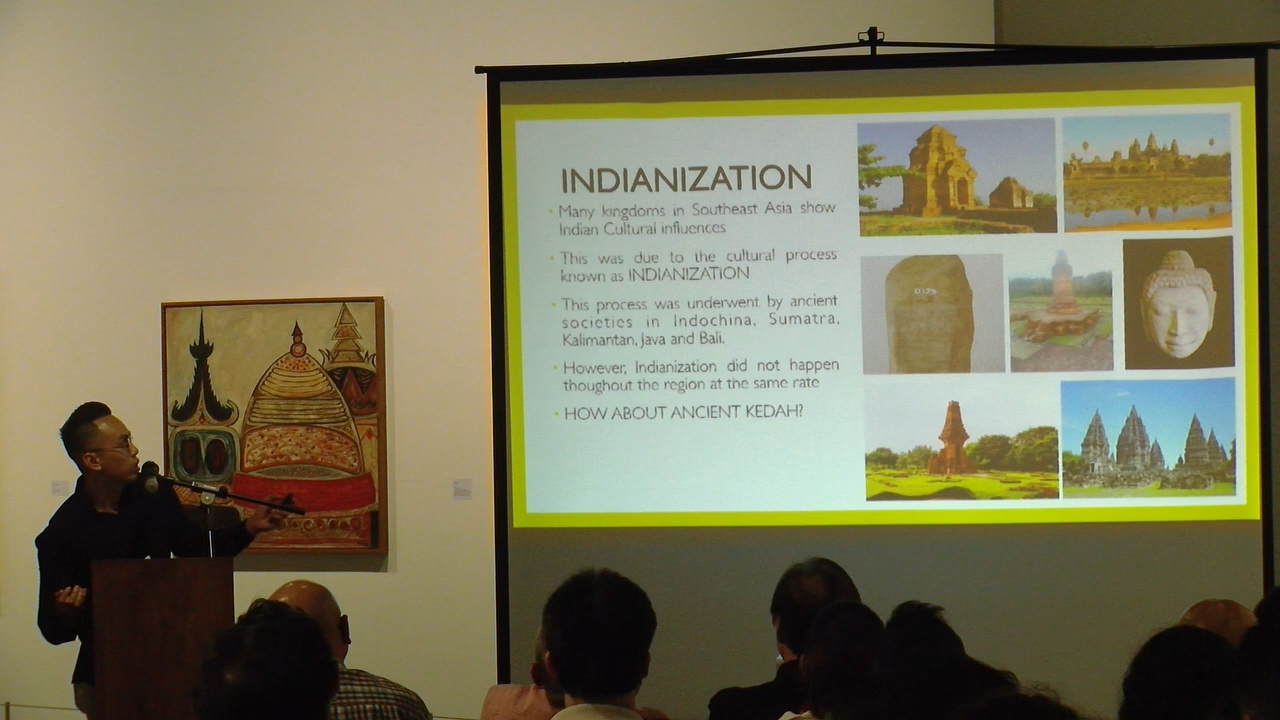 INDIANIZATION
Many kingdoms in Southeast Asia show
Indian Cultural influences
This was due to the cultural process
known as INDIANIZATION
This process was underwent by ancient
societies in Indochina, Sumatra,
Kalimantan, Java and Bali.
However, Indianization did not happen
thoughout the region at the same rate
HOW ABOUT ANCIENT KEDAH?